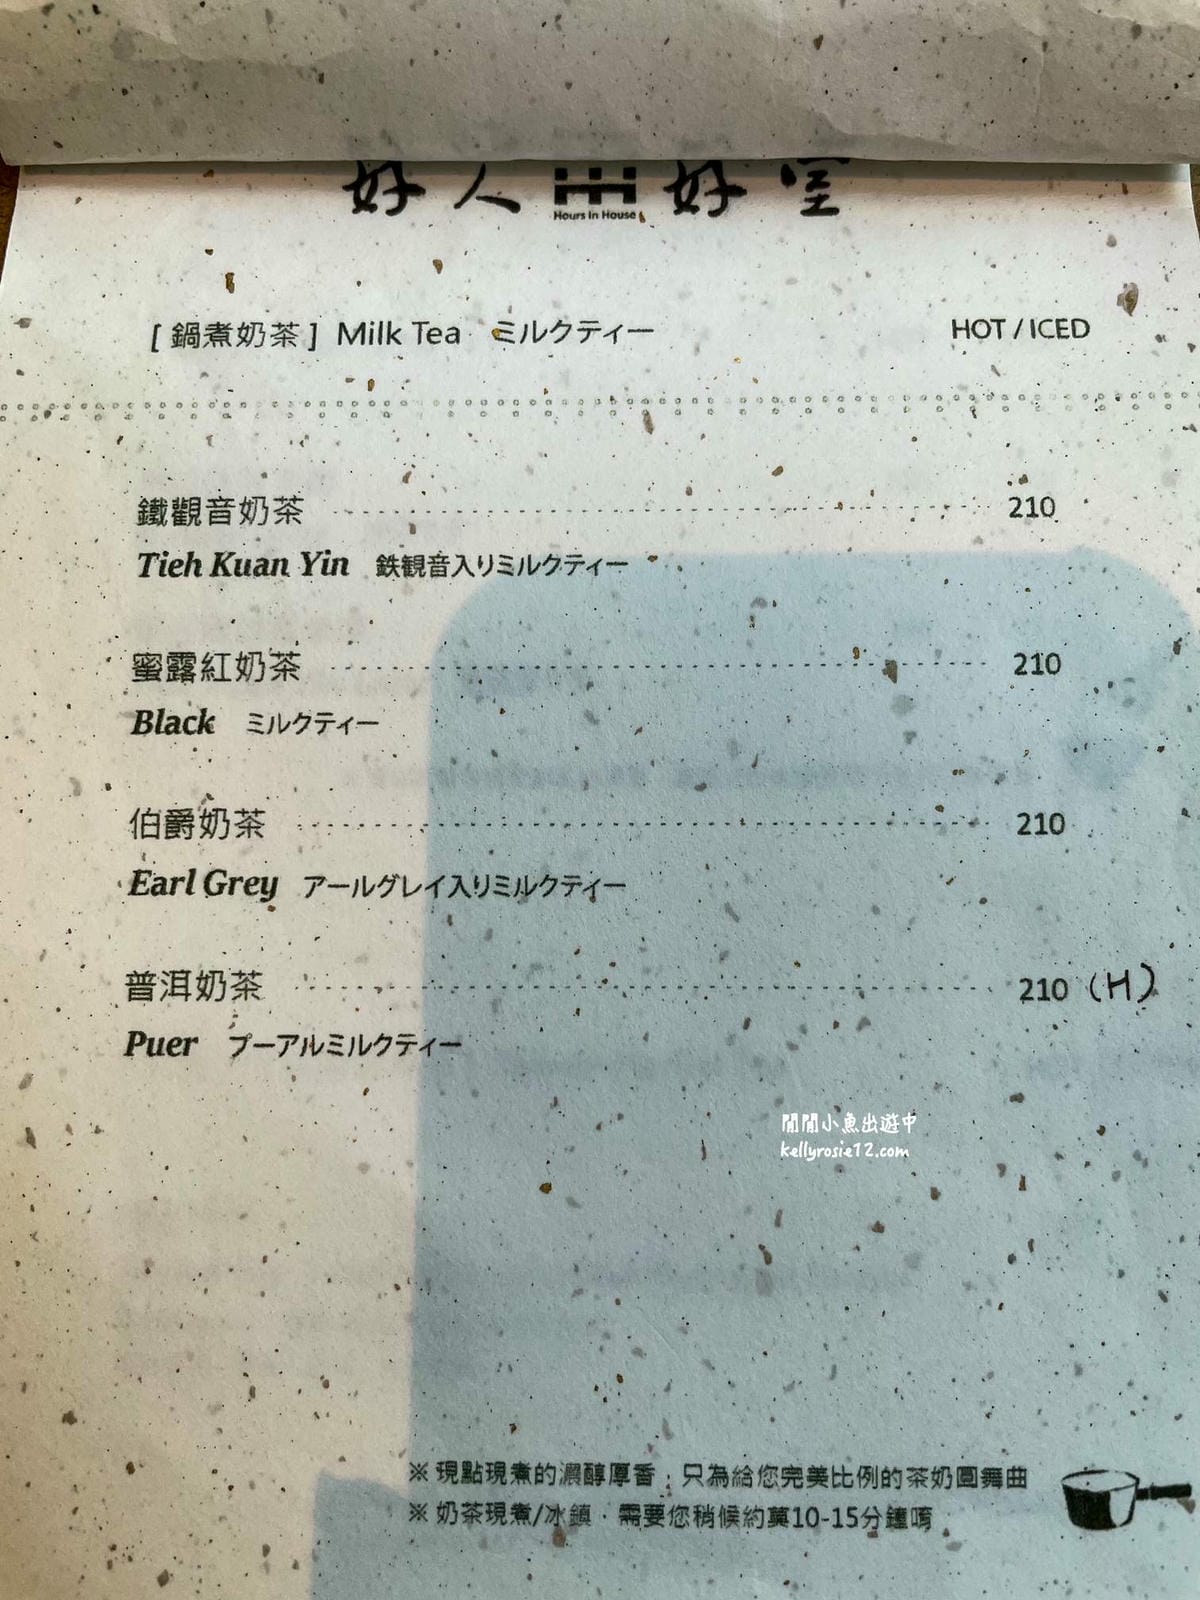 好人 好室
Hours In House
[ 鍋煮奶茶 ] Milk Tea ミルクティー HOT / ICED
鐵觀音奶茶 210
Tieh Kuan Yin 鉄観音入りミルクティー
蜜露紅奶茶 210
Black ミルクティー
伯爵奶茶 210
Earl Grey アールグレイ入りミルクティー
普洱奶茶 210 (H)
Puer プーアルミルクティー
閒閒小魚出遊中
kellyrosie12.com
※ 現點現煮的濃醇厚香，只為給您完美比例的茶奶圓舞曲
※ 奶茶現煮/冰鎮，需要您稍候約莫10-15分鐘唷